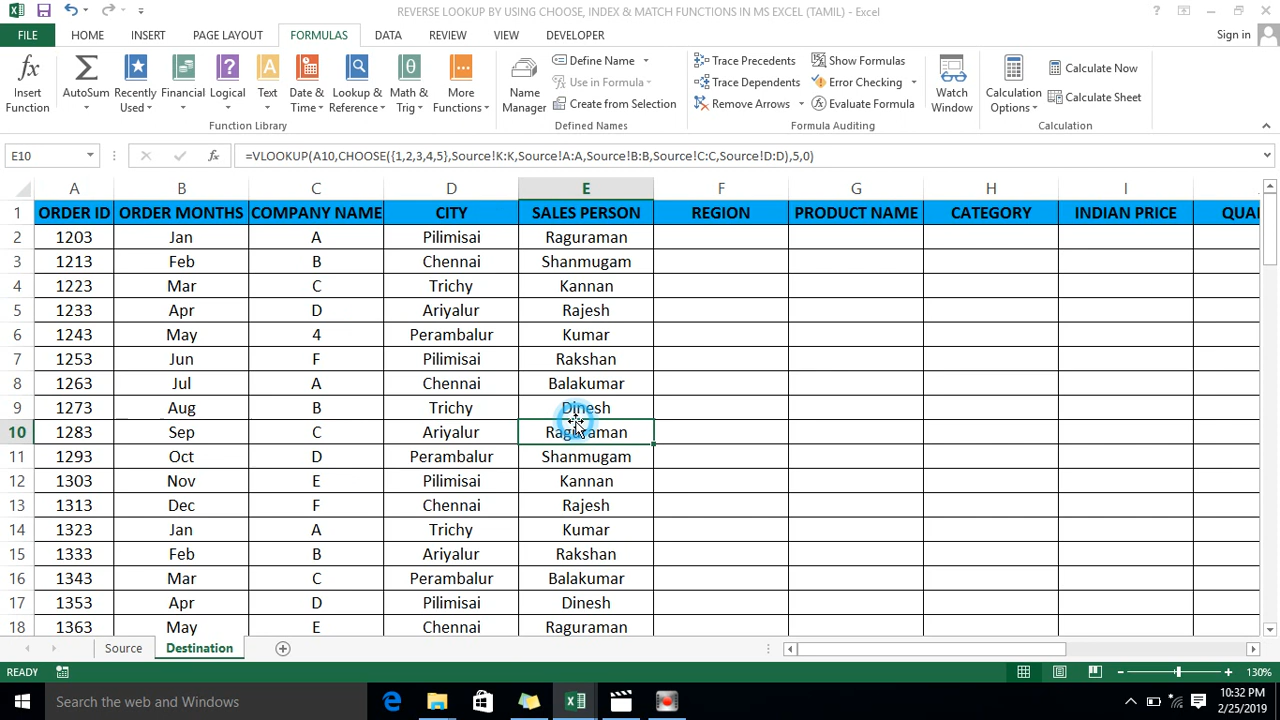 REVERSE LOOKUP BY USING CHOOSE, INDEX & MATCH FUNCTIONS IN MS EXCEL (TAMIL) - Excel
FILE HOME INSERT PAGE LAYOUT FORMULAS DATA REVIEW VIEW DEVELOPER Sign in
Insert Function
AutoSum
Recently Used
Financial
Logical
Text
Date & Time
Lookup & Reference
Math & Trig
More Functions
Function Library
Name Manager
Define Name
Use in Formula
Create from Selection
Defined Names
Trace Precedents
Trace Dependents
Remove Arrows
Show Formulas
Error Checking
Evaluate Formula
Formula Auditing
Watch Window
Calculation Options
Calculate Now
Calculate Sheet
Calculation
E10 fx =VLOOKUP(A10,CHOOSE({1,2,3,4,5},Source!K:K,Source!A:A,Source!B:B,Source!C:C,Source!D:D),5,0)
A B C D E F G H I
1 ORDER ID ORDER MONTHS COMPANY NAME CITY SALES PERSON REGION PRODUCT NAME CATEGORY INDIAN PRICE QUA
2 1203 Jan A Pilimisai Raguraman
3 1213 Feb B Chennai Shanmugam
4 1223 Mar C Trichy Kannan
5 1233 Apr D Ariyalur Rajesh
6 1243 May 4 Perambalur Kumar
7 1253 Jun F Pilimisai Rakshan
8 1263 Jul A Chennai Balakumar
9 1273 Aug B Trichy Dinesh
10 1283 Sep C Ariyalur Raguraman
11 1293 Oct D Perambalur Shanmugam
12 1303 Nov E Pilimisai Kannan
13 1313 Dec F Chennai Rajesh
14 1323 Jan A Trichy Kumar
15 1333 Feb B Ariyalur Rakshan
16 1343 Mar C Perambalur Balakumar
17 1353 Apr D Pilimisai Dinesh
18 1363 May E Chennai Raguraman
Source Destination
READY 130%
Search the web and Windows 10:32 PM
2/25/2019